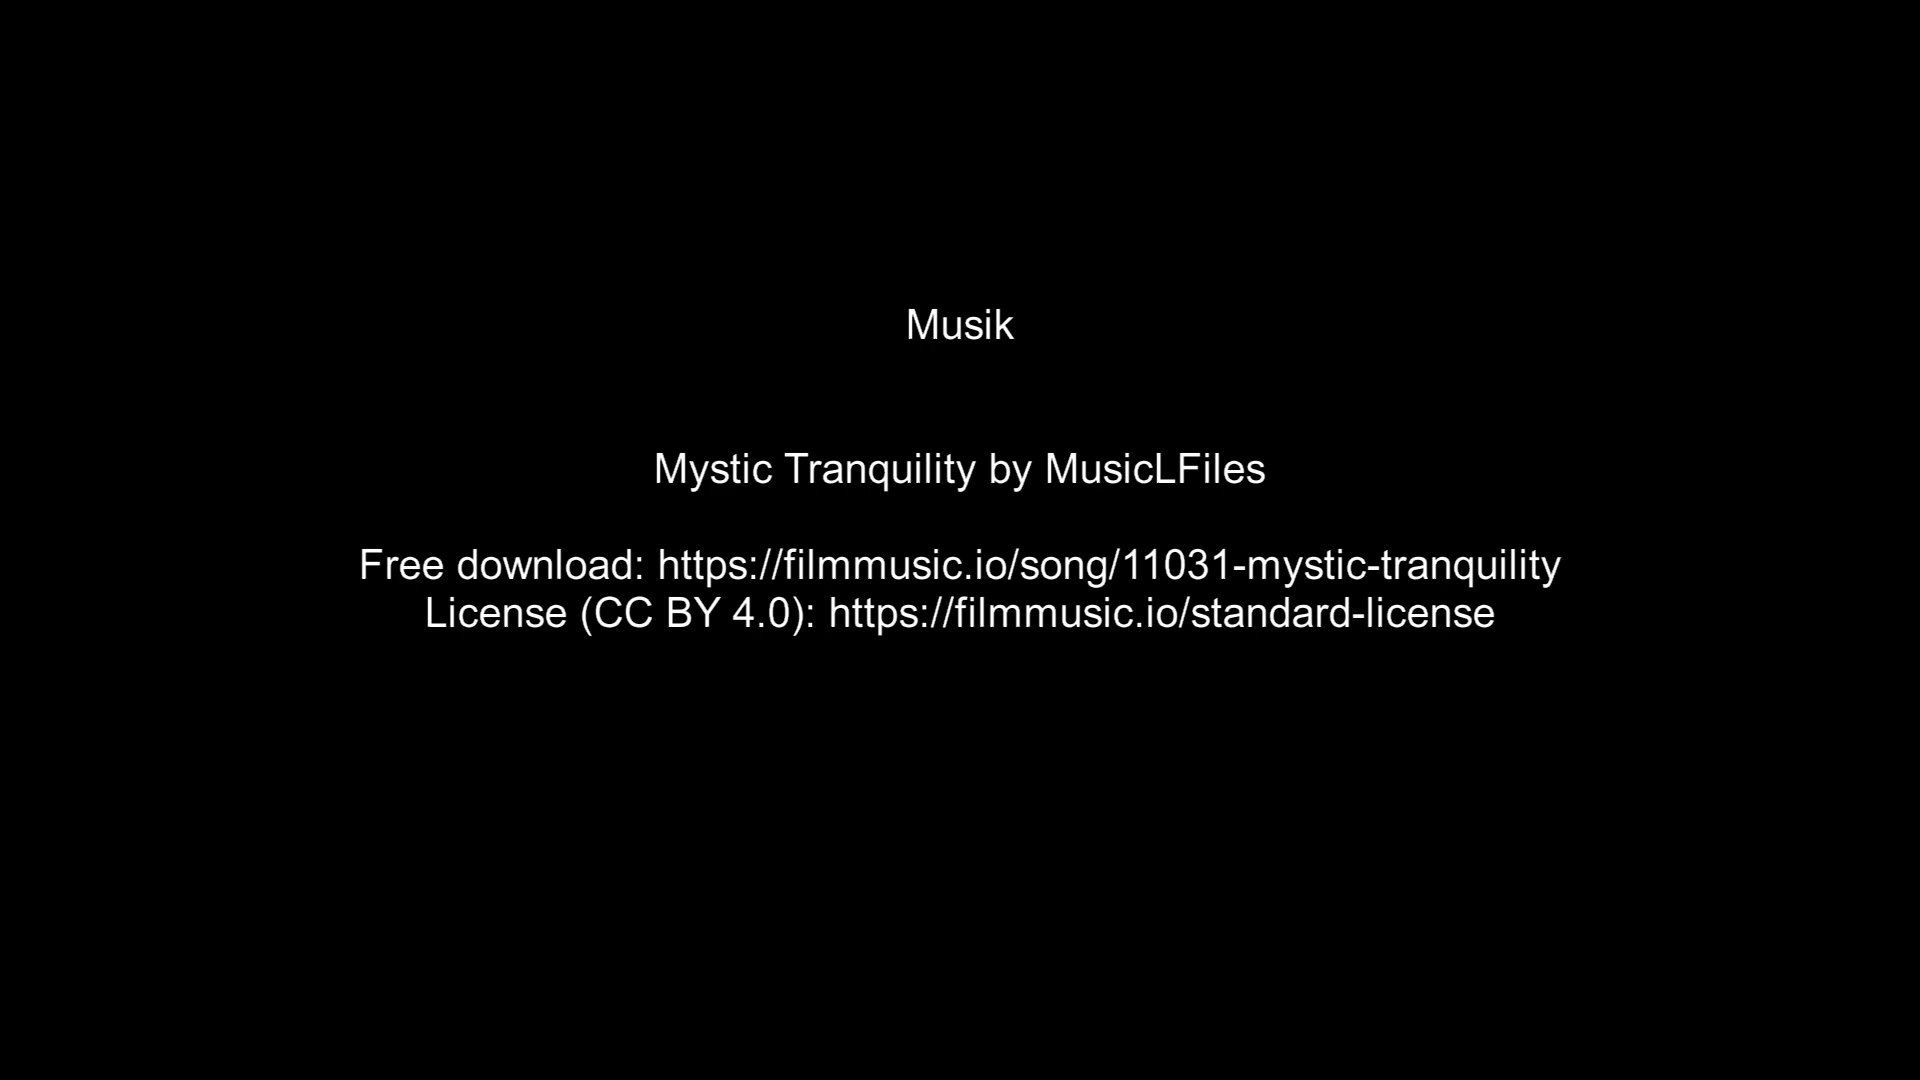 Musik
Mystic Tranquility by MusicLFiles
Free download: https://filmmusic.io/song/11031-mystic-tranquility
License (CC BY 4.0): https://filmmusic.io/standard-license